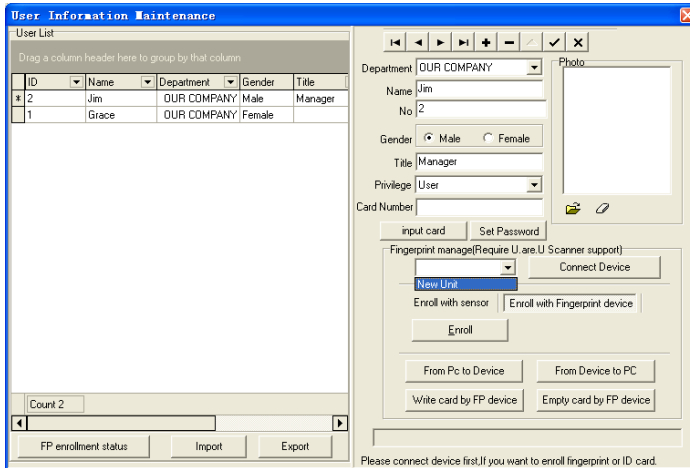 User Information Maintenance
User List
Drag a column header here to group by that column
ID Name Department Gender Title
* 2 Jim OUR COMPANY Male Manager
1 Grace OUR COMPANY Female
Count 2
FP enrollment status Import Export
Department OUR COMPANY
Name Jim
No 2
Gender Male Female
Title Manager
Privilege User
Card Number
input card Set Password
Photo
Fingerprint manage(Require U.are.U Scanner support)
Connect Device
New Unit
Enroll with sensor Enroll with Fingerprint device
Enroll
From Pc to Device From Device to PC
Write card by FP device Empty card by FP device
Please connect device first,If you want to enroll fingerprint or ID card.